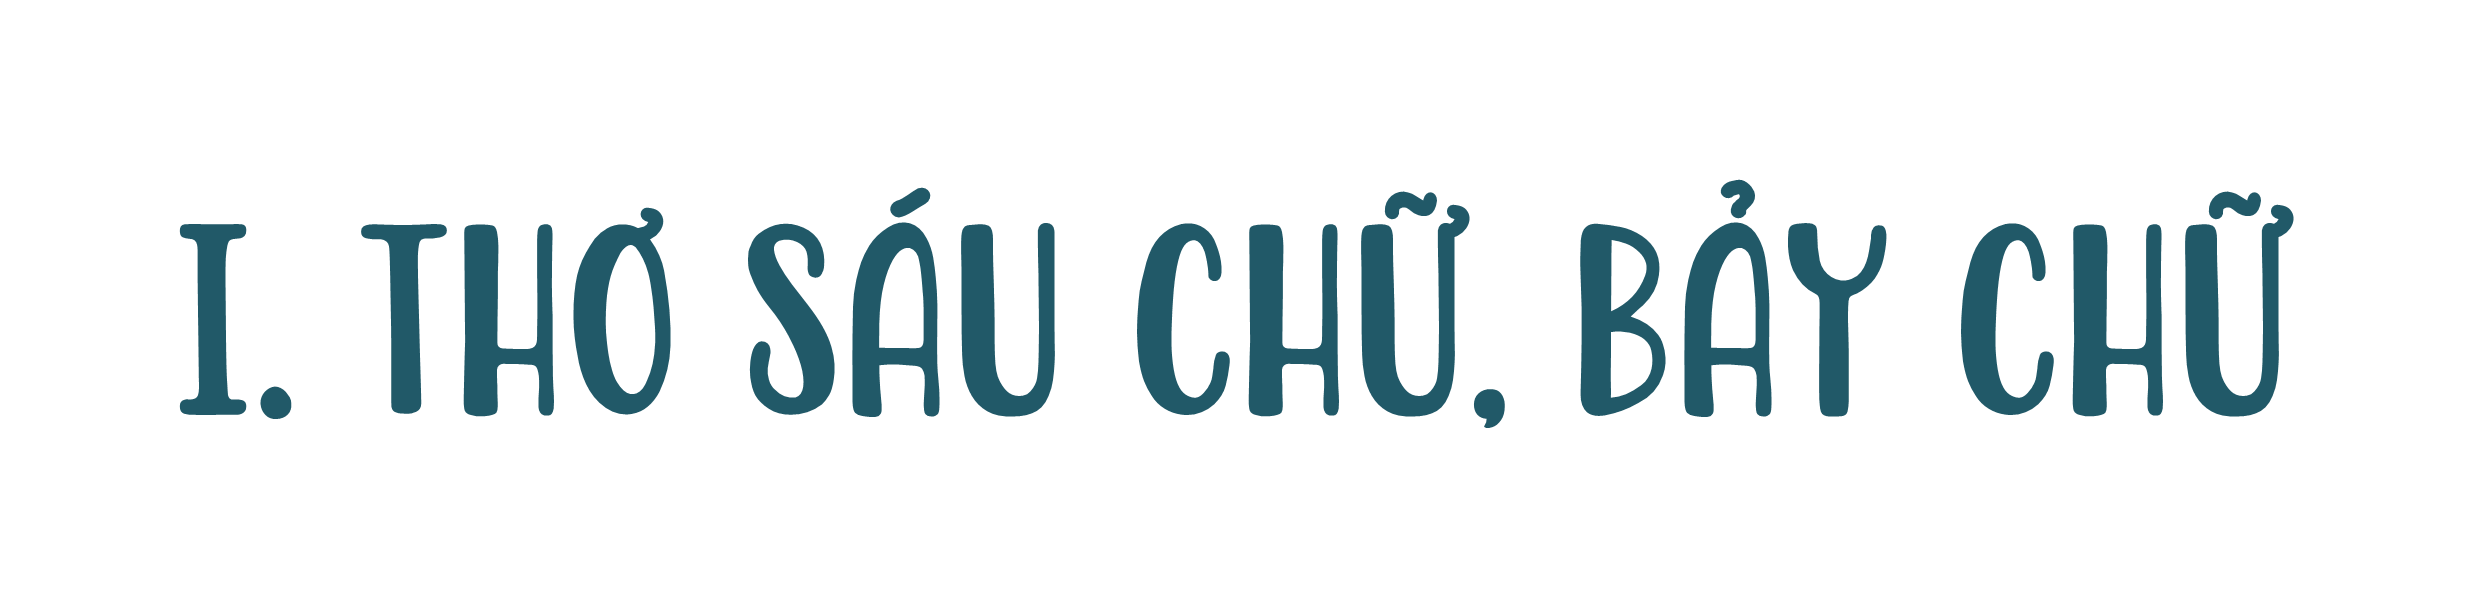 I. THƠ SÁU CHỮ, BẢY CHỮ